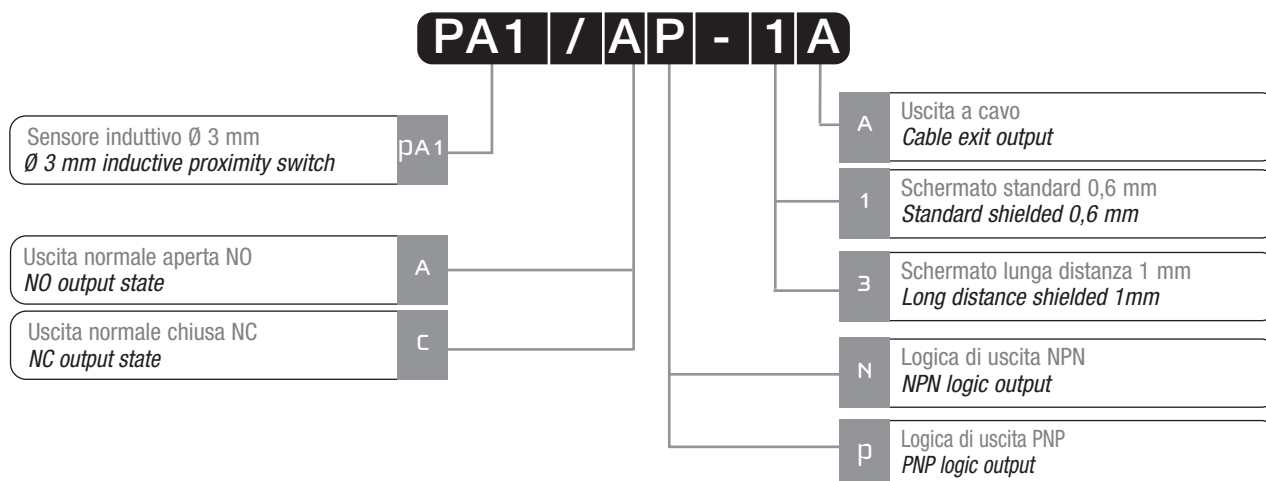 PA1 / A P - 1 A
Sensore induttivo Ø 3 mm
Ø 3 mm inductive proximity switch
pA1
Uscita normale aperta NO
NO output state
A
Uscita normale chiusa NC
NC output state
C
A
Uscita a cavo
Cable exit output
1
Schermato standard 0,6 mm
Standard shielded 0,6 mm
3
Schermato lunga distanza 1 mm
Long distance shielded 1mm
N
Logica di uscita NPN
NPN logic output
p
Logica di uscita PNP
PNP logic output